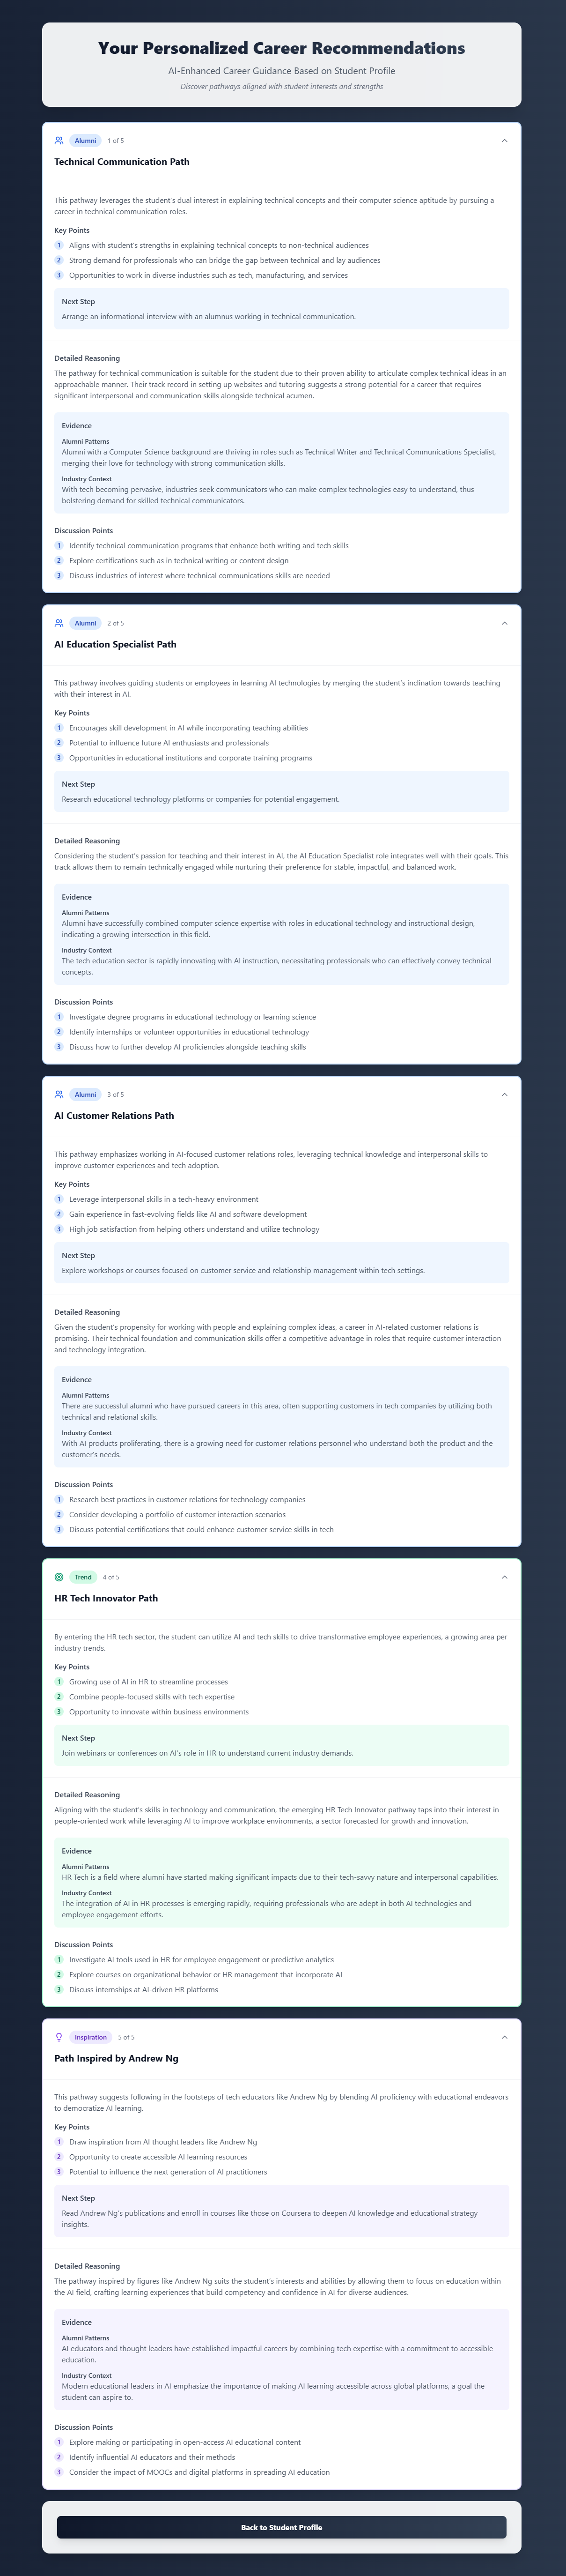 Your Personalized Career Recommendations
AI-Enhanced Career Guidance Based on Student Profile
Discover pathways aligned with student interests and strengths
Alumni 1 of 5
Technical Communication Path
This pathway leverages the student's dual interest in explaining technical concepts and their computer science aptitude by pursuing a
career in technical communication roles.
Key Points
1 Aligns with student's strengths in explaining technical concepts to non-technical audiences
2 Strong demand for professionals who can bridge the gap between technical and lay audiences
3 Opportunities to work in diverse industries such as tech, manufacturing, and services
Next Step
Arrange an informational interview with an alumnus working in technical communication.
Detailed Reasoning
The pathway for technical communication is suitable for the student due to their proven ability to articulate complex technical ideas in an
approachable manner. Their track record in setting up websites and tutoring suggests a strong potential for a career that requires
significant interpersonal and communication skills alongside technical acumen.
Evidence
Alumni Patterns
Alumni with a Computer Science background are thriving in roles such as Technical Writer and Technical Communications Specialist,
merging their love for technology with strong communication skills.
Industry Context
With tech becoming pervasive, industries seek communicators who can make complex technologies easy to understand, thus
bolstering demand for skilled technical communicators.
Discussion Points
1 Identify technical communication programs that enhance both writing and tech skills
2 Explore certifications such as in technical writing or content design
3 Discuss industries of interest where technical communications skills are needed
Alumni 2 of 5
AI Education Specialist Path
This pathway involves guiding students or employees in learning AI technologies by merging the student's inclination towards teaching
with their interest in AI.
Key Points
1 Encourages skill development in AI while incorporating teaching abilities
2 Potential to influence future AI enthusiasts and professionals
3 Opportunities in educational institutions and corporate training programs
Next Step
Research educational technology platforms or companies for potential engagement.
Detailed Reasoning
Considering the student's passion for teaching and their interest in AI, the AI Education Specialist role integrates well with their goals. This
track allows them to remain technically engaged while nurturing their preference for stable, impactful, and balanced work.
Evidence
Alumni Patterns
Alumni have successfully combined computer science expertise with roles in educational technology and instructional design,
indicating a growing intersection in this field.
Industry Context
The tech education sector is rapidly innovating with AI instruction, necessitating professionals who can effectively convey technical
concepts.
Discussion Points
1 Investigate degree programs in educational technology or learning science
2 Identify internships or volunteer opportunities in educational technology
3 Discuss how to further develop AI proficiencies alongside teaching skills
Alumni 3 of 5
AI Customer Relations Path
This pathway emphasizes working in AI-focused customer relations roles, leveraging technical knowledge and interpersonal skills to
improve customer experiences and tech adoption.
Key Points
1 Leverage interpersonal skills in a tech-heavy environment
2 Gain experience in fast-evolving fields like AI and software development
3 High job satisfaction from helping others understand and utilize technology
Next Step
Explore workshops or courses focused on customer service and relationship management within tech settings.
Detailed Reasoning
Given the student's propensity for working with people and explaining complex ideas, a career in AI-related customer relations is
promising. Their technical foundation and communication skills offer a competitive advantage in roles that require customer interaction
and technology integration.
Evidence
Alumni Patterns
There are successful alumni who have pursued careers in this area, often supporting customers in tech companies by utilizing both
technical and relational skills.
Industry Context
With AI products proliferating, there is a growing need for customer relations personnel who understand both the product and the
customer's needs.
Discussion Points
1 Research best practices in customer relations for technology companies
2 Consider developing a portfolio of customer interaction scenarios
3 Discuss potential certifications that could enhance customer service skills in tech
Trend 4 of 5
HR Tech Innovator Path
By entering the HR tech sector, the student can utilize AI and tech skills to drive transformative employee experiences, a growing area per
industry trends.
Key Points
1 Growing use of AI in HR to streamline processes
2 Combine people-focused skills with tech expertise
3 Opportunity to innovate within business environments
Next Step
Join webinars or conferences on AI's role in HR to understand current industry demands.
Detailed Reasoning
Aligning with the student's skills in technology and communication, the emerging HR Tech Innovator pathway taps into their interest in
people-oriented work while leveraging AI to improve workplace environments, a sector forecasted for growth and innovation.
Evidence
Alumni Patterns
HR Tech is a field where alumni have started making significant impacts due to their tech-savvy nature and interpersonal capabilities.
Industry Context
The integration of AI in HR processes is emerging rapidly, requiring professionals who are adept in both AI technologies and
employee engagement efforts.
Discussion Points
1 Investigate AI tools used in HR for employee engagement or predictive analytics
2 Explore courses on organizational behavior or HR management that incorporate AI
3 Discuss internships at AI-driven HR platforms
Inspiration 5 of 5
Path Inspired by Andrew Ng
This pathway suggests following in the footsteps of tech educators like Andrew Ng by blending AI proficiency with educational endeavors
to democratize AI learning.
Key Points
1 Draw inspiration from AI thought leaders like Andrew Ng
2 Opportunity to create accessible AI learning resources
3 Potential to influence the next generation of AI practitioners
Next Step
Read Andrew Ng's publications and enroll in courses like those on Coursera to deepen AI knowledge and educational strategy
insights.
Detailed Reasoning
The pathway inspired by figures like Andrew Ng suits the student's interests and abilities by allowing them to focus on education within
the AI field, crafting learning experiences that build competency and confidence in AI for diverse audiences.
Evidence
Alumni Patterns
AI educators and thought leaders have established impactful careers by combining tech expertise with a commitment to accessible
education.
Industry Context
Modern educational leaders in AI emphasize the importance of making AI learning accessible across global platforms, a goal the
student can aspire to.
Discussion Points
1 Explore making or participating in open-access AI educational content
2 Identify influential AI educators and their methods
3 Consider the impact of MOOCs and digital platforms in spreading AI education
Back to Student Profile